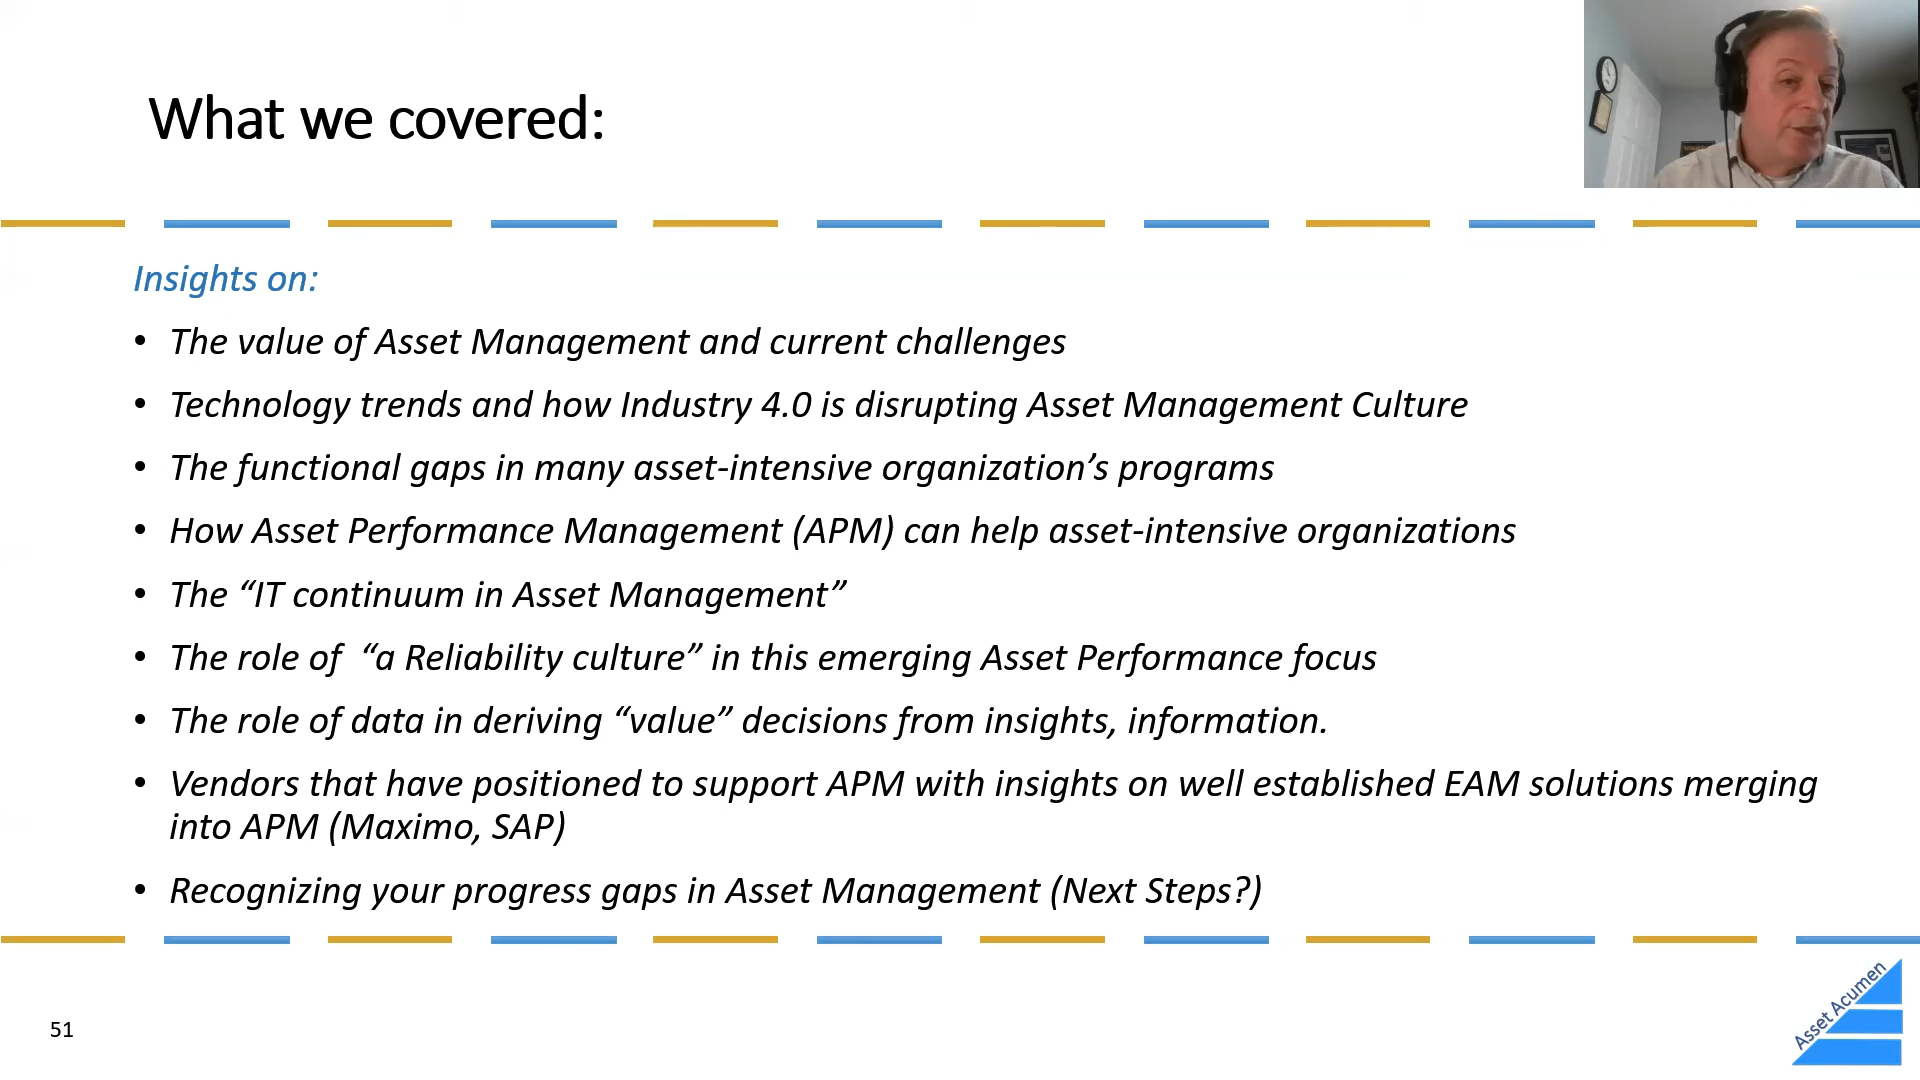 What we covered:
Insights on:
• The value of Asset Management and current challenges
• Technology trends and how Industry 4.0 is disrupting Asset Management Culture
• The functional gaps in many asset-intensive organization’s programs
• How Asset Performance Management (APM) can help asset-intensive organizations
• The “IT continuum in Asset Management”
• The role of “a Reliability culture” in this emerging Asset Performance focus
• The role of data in deriving “value” decisions from insights, information.
• Vendors that have positioned to support APM with insights on well established EAM solutions merging
into APM (Maximo, SAP)
• Recognizing your progress gaps in Asset Management (Next Steps?)
51
Asset Acumen